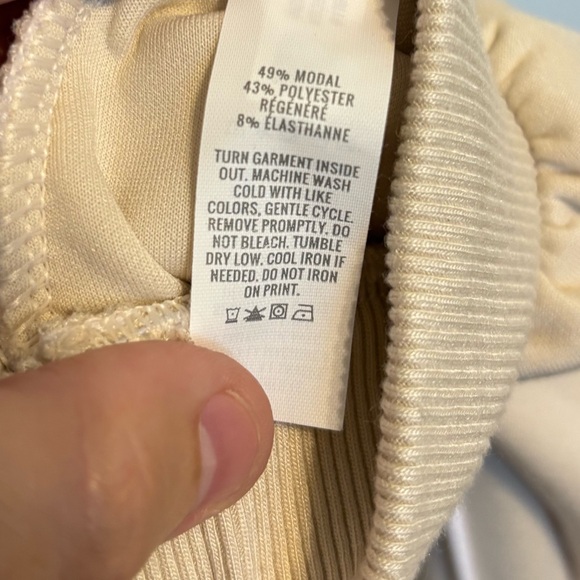 49% MODAL
43% POLYESTER
RÉGÉNÉRÉ
8% ÉLASTHANNE
TURN GARMENT INSIDE
OUT. MACHINE WASH
COLD WITH LIKE
COLORS, GENTLE CYCLE.
REMOVE PROMPTLY. DO
NOT BLEACH. TUMBLE
DRY LOW. COOL IRON IF
NEEDED. DO NOT IRON
ON PRINT.